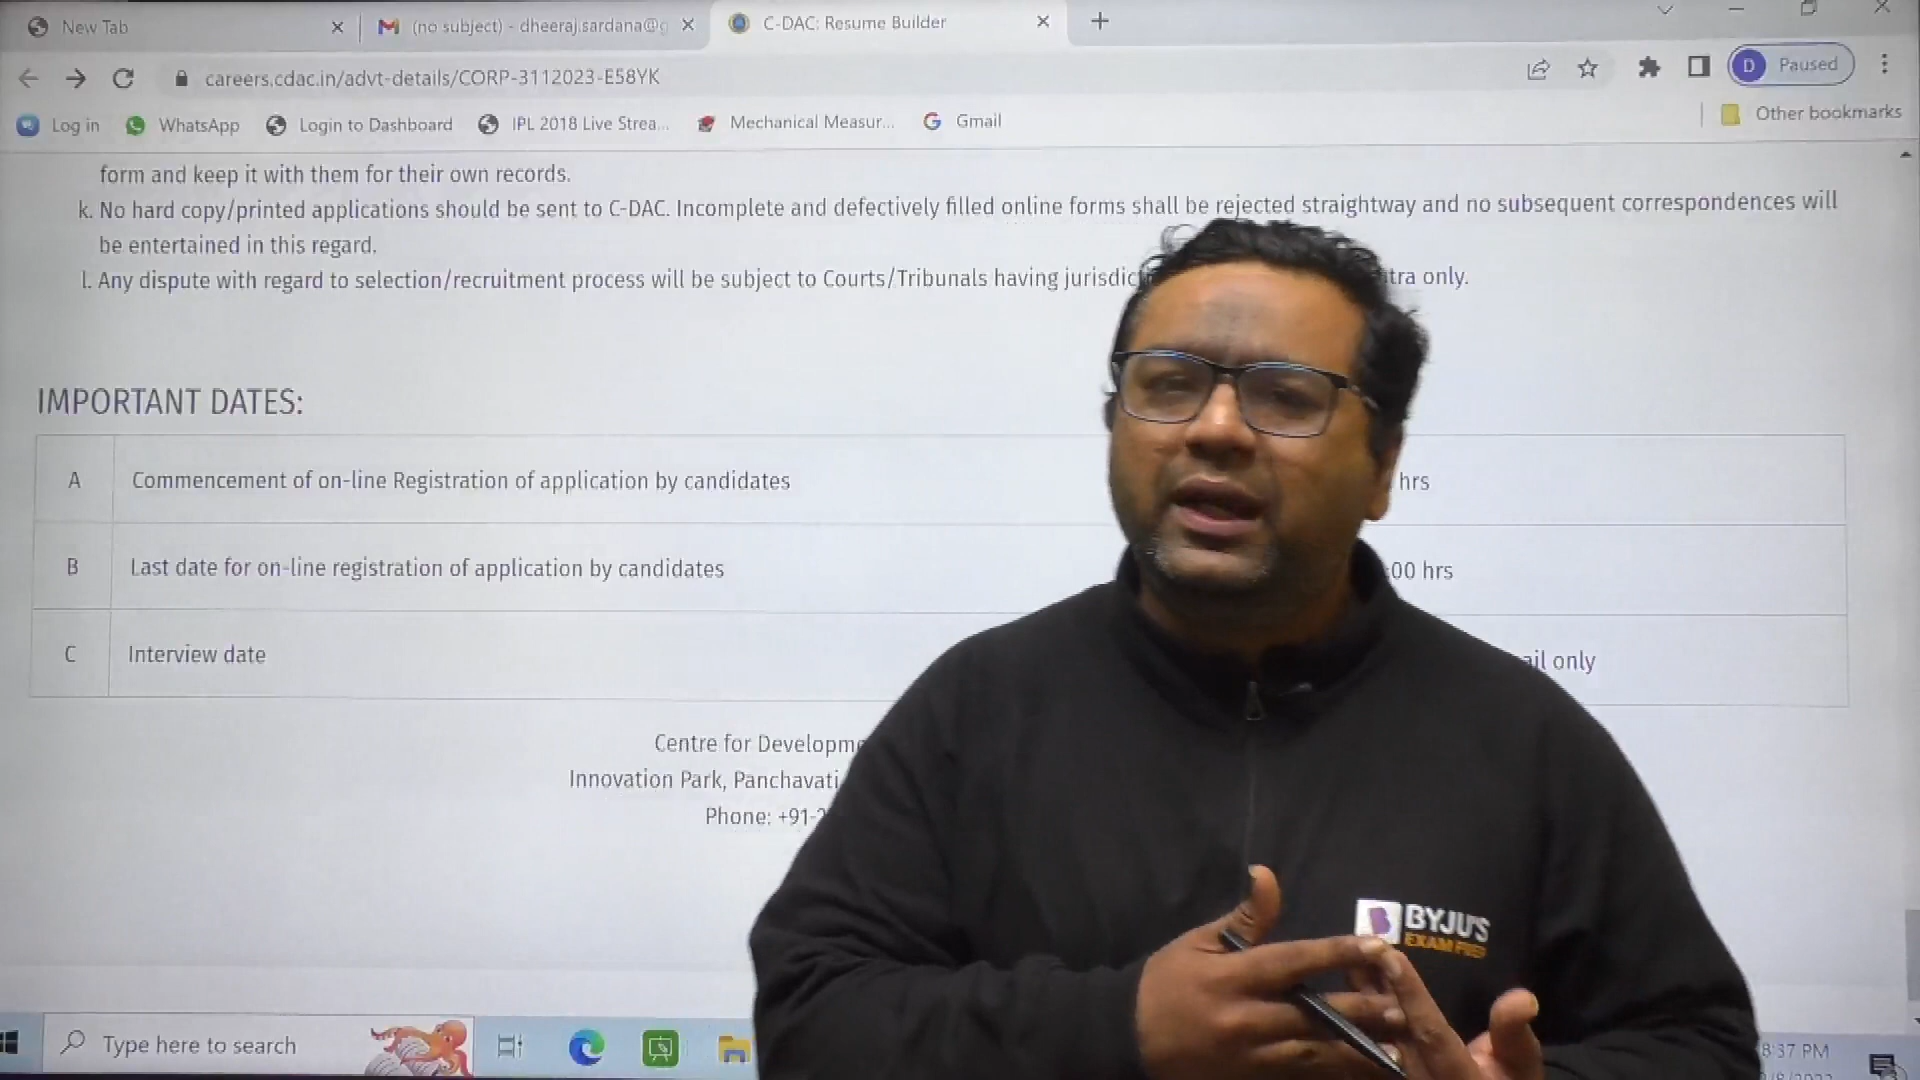 New Tab
(no subject) - dheeraj.sardana@g
C-DAC: Resume Builder
careers.cdac.in/advt-details/CORP-3112023-E58YK
D Paused
Log in
WhatsApp
Login to Dashboard
IPL 2018 Live Strea...
Mechanical Measur...
Gmail
Other bookmarks
form and keep it with them for their own records.
k. No hard copy/printed applications should be sent to C-DAC. Incomplete and defectively filled online forms shall be rejected straightway and no subsequent correspondences will
be entertained in this regard.
l. Any dispute with regard to selection/recruitment process will be subject to Courts/Tribunals having only.
IMPORTANT DATES:
A Commencement of on-line Registration of application by candidates hrs
B Last date for on-line registration of application by candidates :00 hrs
C Interview date only
Centre for
Innovation Park, Panchavati
Phone: +91-
BYJU'S
EXAM PREP
Type here to search
8:37 PM